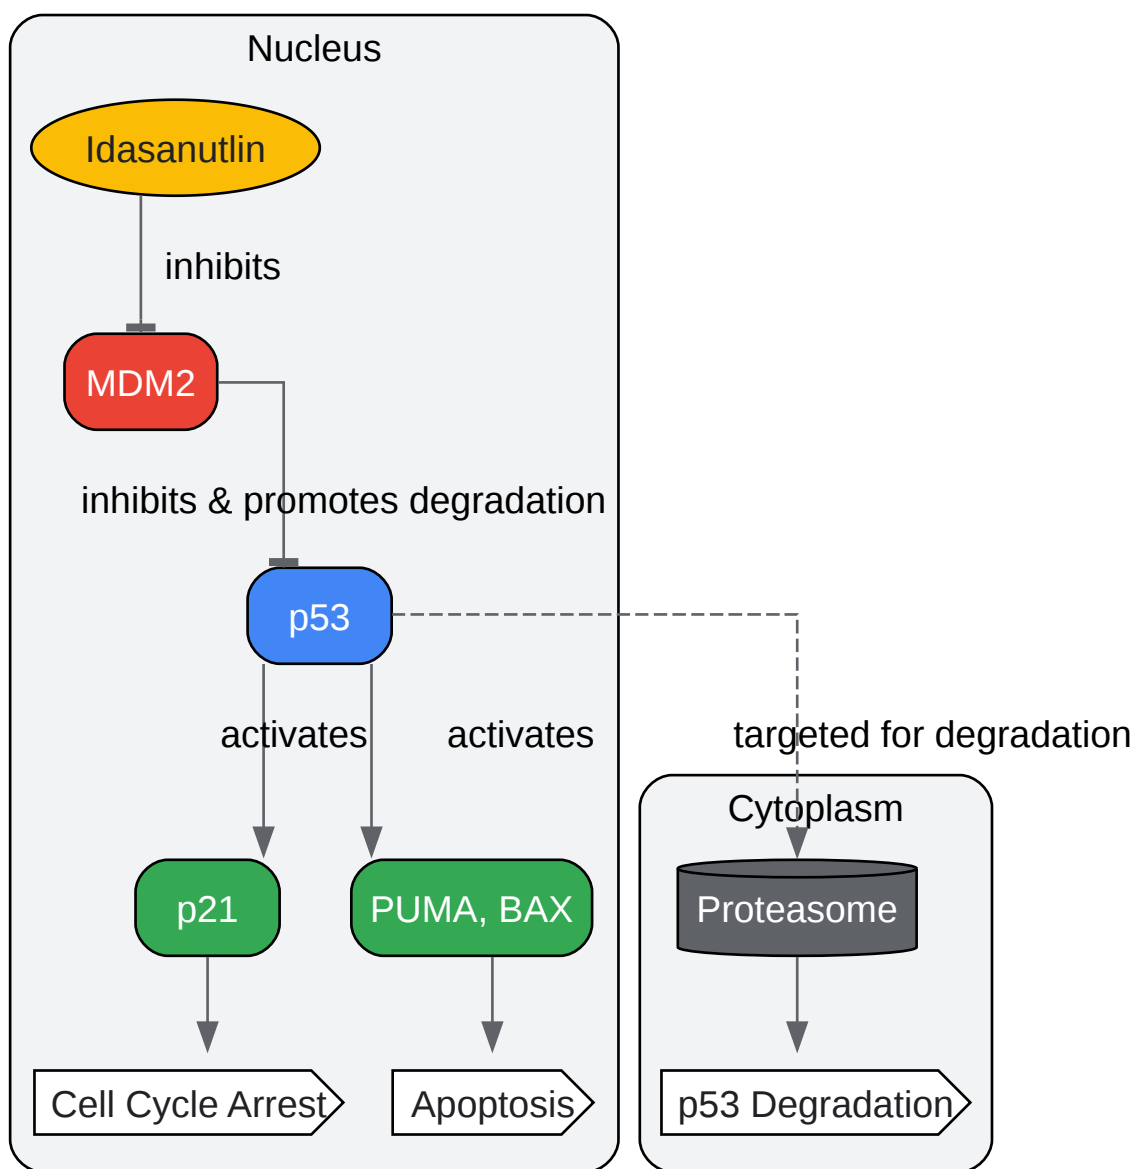 Nucleus
Idasanutlin
inhibits
MDM2
inhibits & promotes degradation
p53
activates
activates
targeted for degradation
Cytoplasm
p21
PUMA, BAX
Proteasome
Cell Cycle Arrest
Apoptosis
p53 Degradation